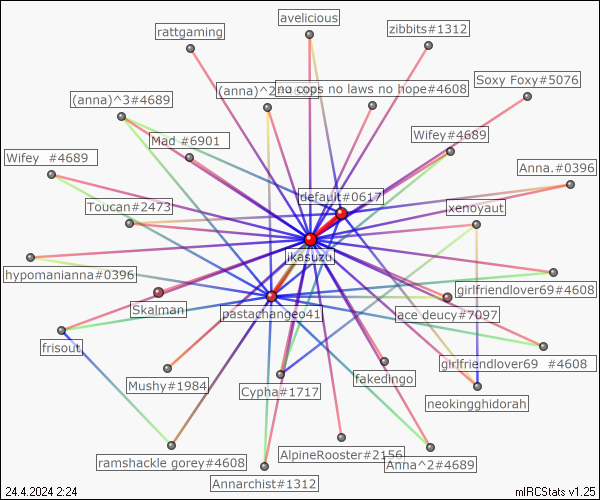 avelicious
rattgaming
zibbits#1312
Soxy Foxy#5076
(anna)^2
no cops no laws no hope#4608
(anna)^3#4689
Mad #6901
Wifey#4689
Wifey  #4689
Anna.#0396
default#0617
Toucan#2473
xenoyaut
ikasuzu
hypomanianna#0396
girlfriendlover69#4608
Skalman
pastachangeo41
ace deucy#7097
frisout
girlfriendlover69  #4608
Mushy#1984
Cypha#1717
fakedingo
neokingghidorah
ramshackle gorey#4608
AlpineRooster#2156
Anna^2#4689
Annarchist#1312
24.4.2024 2:24
mIRCStats v1.25